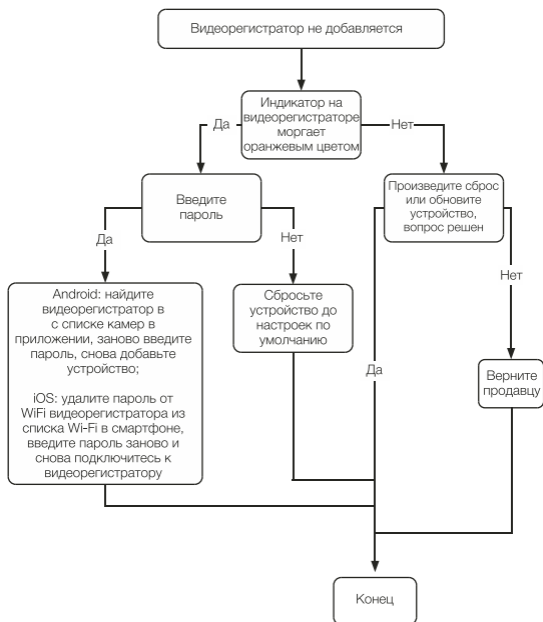 Видеорегистратор не добавляется
Индикатор на
видеорегистраторе
моргает
оранжевым цветом
Да
Нет
Введите
пароль
Произведите сброс
или обновите
устройство,
вопрос решен
Да
Нет
Нет
Android: найдите
видеорегистратор в
с списке камер в
приложении, заново введите
пароль, снова добавьте
устройство;
iOS: удалите пароль от
WiFi видеорегистратора из
списка Wi-Fi в смартфоне,
введите пароль заново и
снова подключитесь к
видеорегистратору
Сбросьте
устройство до
настроек по
умолчанию
Да
Верните
продавцу
Конец